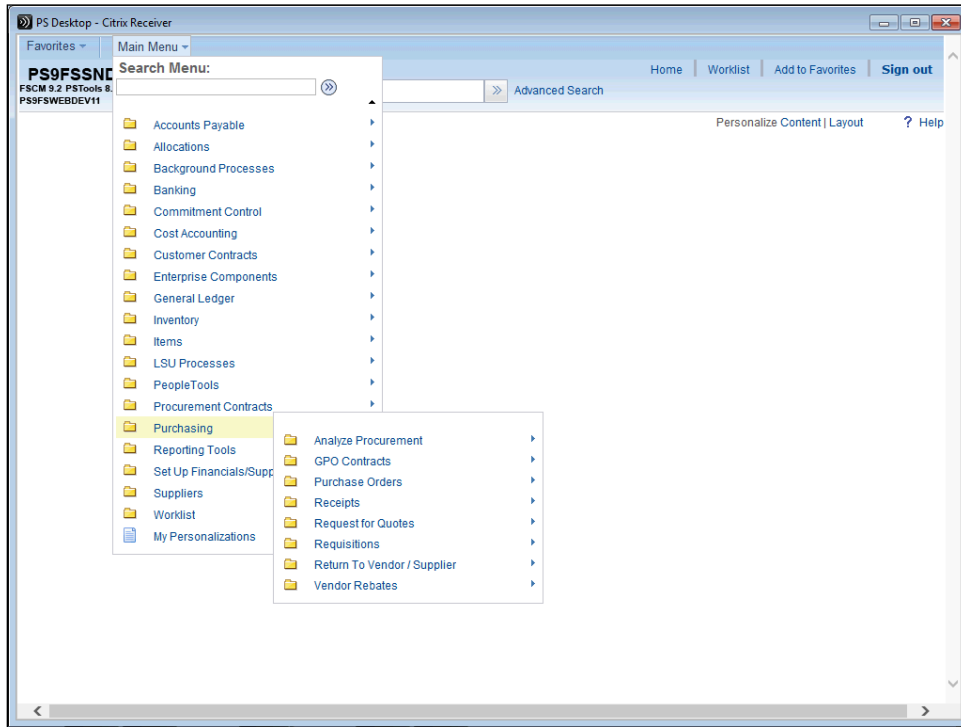 PS Desktop - Citrix Receiver
Favorites Main Menu
PS9FSSND
FSCM 9.2 PSTools 8.
PS9FSWEBDEV11
Search Menu:
Home Worklist Add to Favorites Sign out
Advanced Search
Personalize Content | Layout ? Help
Accounts Payable
Allocations
Background Processes
Banking
Commitment Control
Cost Accounting
Customer Contracts
Enterprise Components
General Ledger
Inventory
Items
LSU Processes
PeopleTools
Procurement Contracts
Purchasing
Reporting Tools
Set Up Financials/Supp
Suppliers
Worklist
My Personalizations
Analyze Procurement
GPO Contracts
Purchase Orders
Receipts
Request for Quotes
Requisitions
Return To Vendor / Supplier
Vendor Rebates